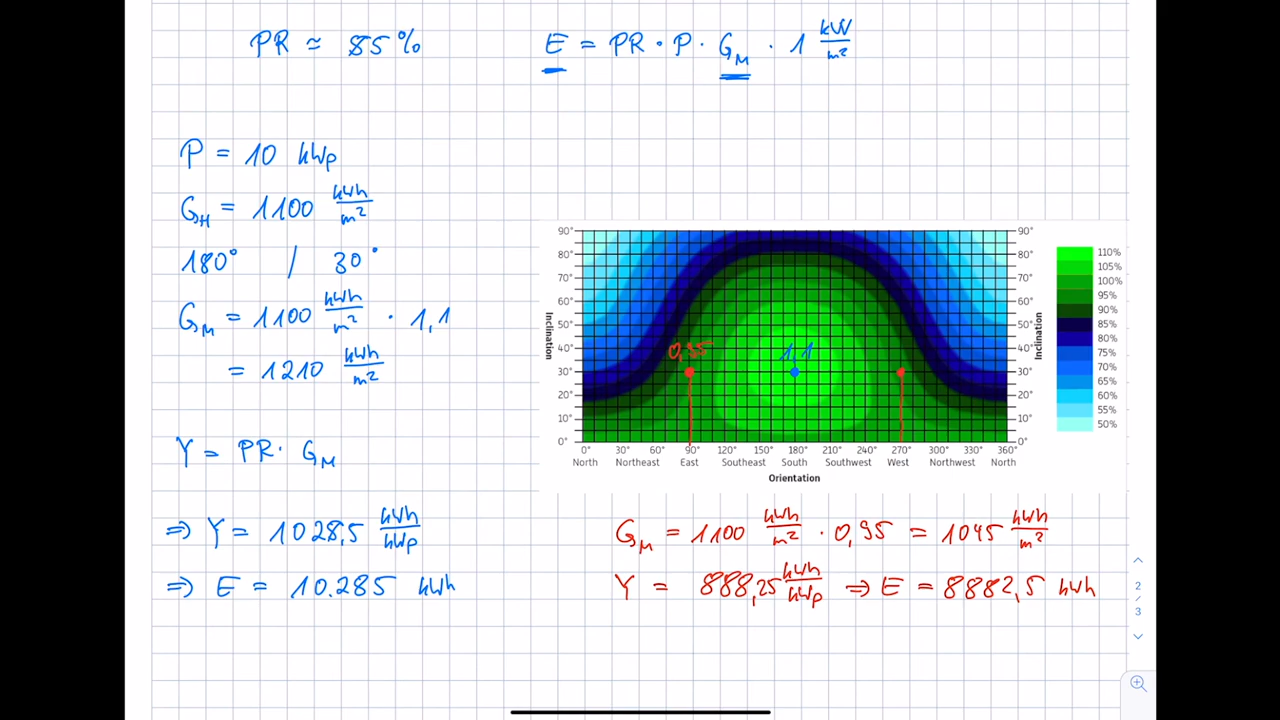 PR ≈ 85%
E = PR · P · G_M · 1 kW/m²
P = 10 kWp
G_H = 1100 kWh/m²
180° / 30°
G_M = 1100 kWh/m² · 1,1
= 1210 kWh/m²
Y = PR · G_M
⇒ Y = 1028,5 kWh/kWp
⇒ E = 10.285 kWh
Inclination
90° 80° 70° 60° 50° 40° 30° 20° 10° 0°
0,95
1,1
90° 80° 70° 60° 50° 40° 30° 20° 10° 0°
Inclination
0° 30° 60° 90° 120° 150° 180° 210° 240° 270° 300° 330° 360°
North Northeast East Southeast South Southwest West Northwest North
Orientation
110%
105%
100%
95%
90%
85%
80%
75%
70%
65%
60%
55%
50%
G_M = 1100 kWh/m² · 0,95 = 1045 kWh/m²
Y = 888,25 kWh/kWp ⇒ E = 8882,5 kWh
2
/
3